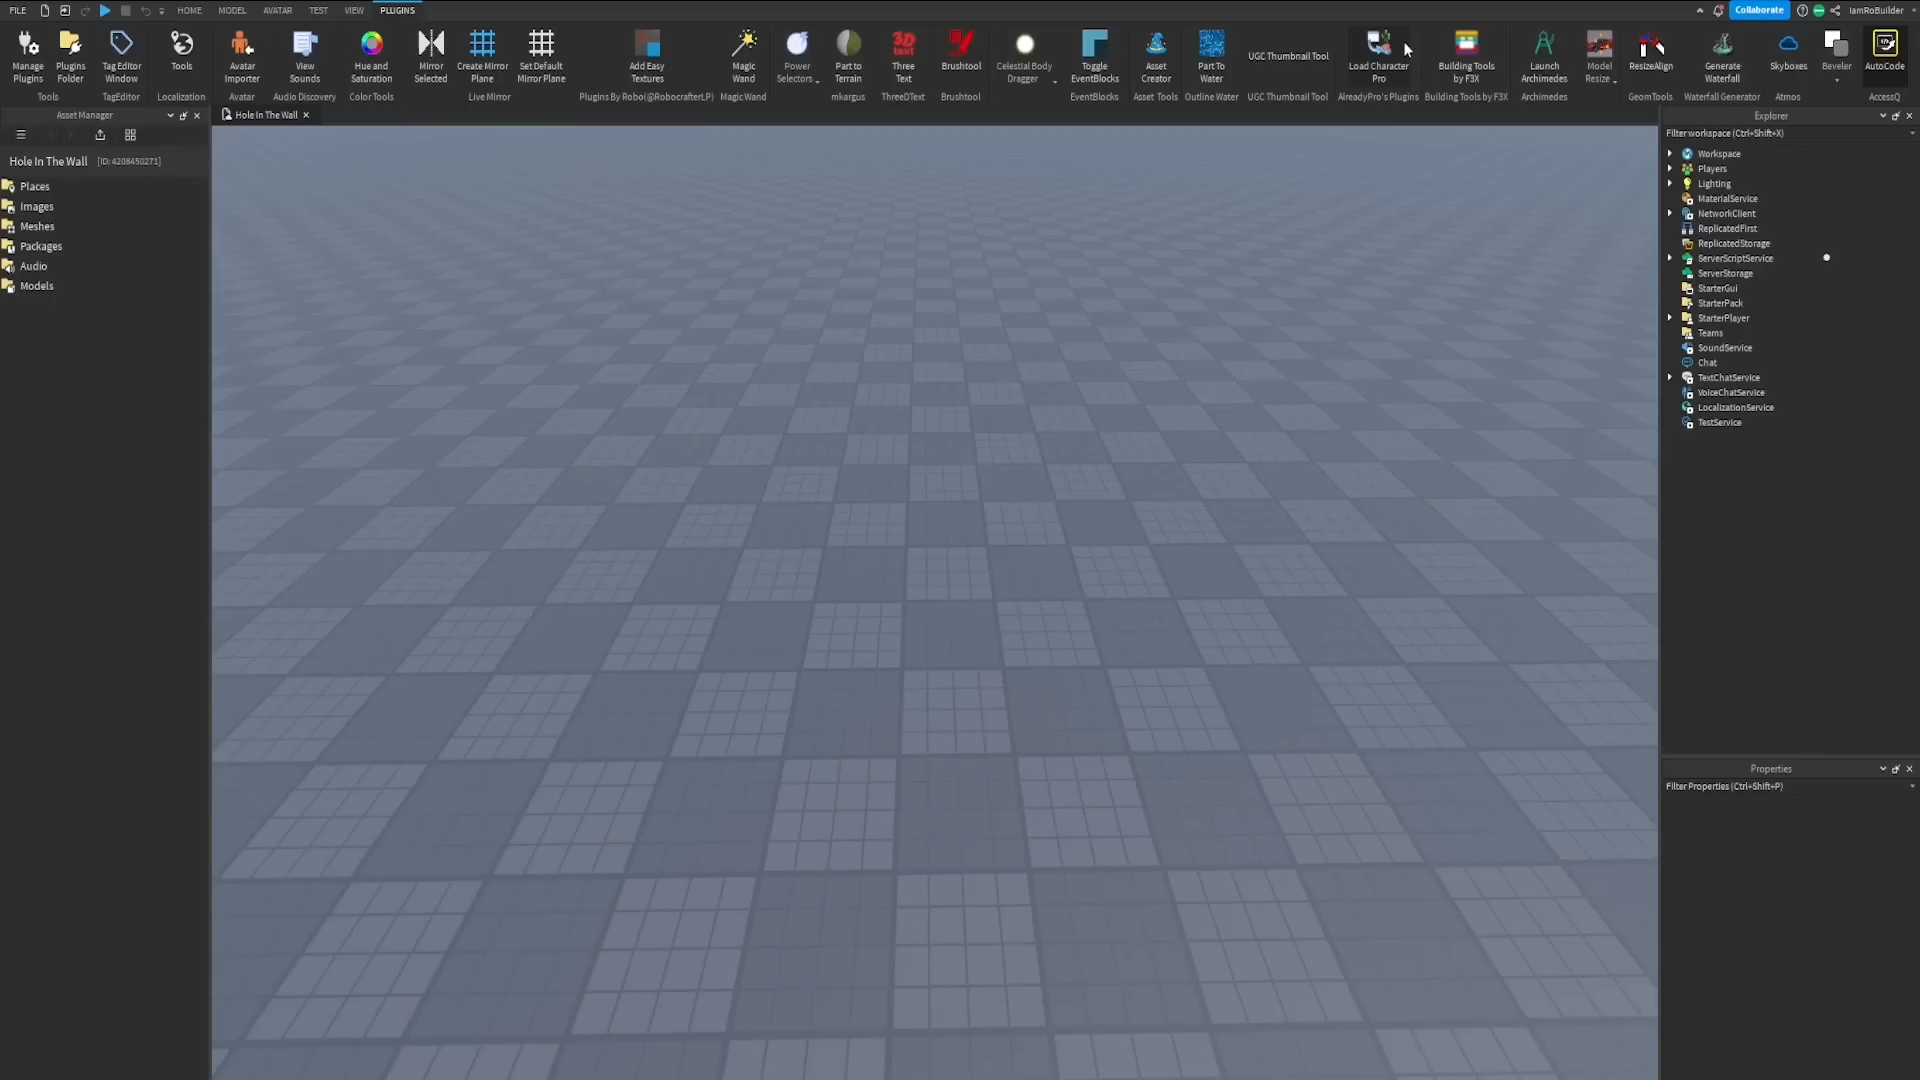 FILE HOME MODEL AVATAR TEST VIEW PLUGINS Collaborate IamRoBuilder
Manage Plugins
Plugins Folder
Tools
Tag Editor Window
TagEditor
Tools
Localization
Avatar Importer
Avatar
View Sounds
Audio Discovery
Hue and Saturation
Color Tools
Mirror Selected
Create Mirror Plane
Set Default Mirror Plane
Live Mirror
Add Easy Textures
Plugins By Robo(@RobocrafterLP)
Magic Wand
Magic Wand
Power Selectors
Part to Terrain
mkargus
3D text
Three Text
ThreeDText
Brushtool
Brushtool
Celestial Body Dragger
Toggle EventBlocks
EventBlocks
Asset Creator
Asset Tools
Part To Water
Outline Water
UGC Thumbnail Tool
UGC Thumbnail Tool
Load Character Pro
AlreadyPro's Plugins
Building Tools by F3X
Building Tools by F3X
Launch Archimedes
Archimedes
Model Resize
ResizeAlign
GeomTools
Generate Waterfall
Waterfall Generator
Skyboxes
Atmos
Beveler
AutoCode
AccessQ
Asset Manager
Hole In The Wall [ID: 4208450271]
Places
Images
Meshes
Packages
Audio
Models
Hole In The Wall
Explorer
Filter workspace (Ctrl+Shift+X)
Workspace
Players
Lighting
MaterialService
NetworkClient
ReplicatedFirst
ReplicatedStorage
ServerScriptService
ServerStorage
StarterGui
StarterPack
StarterPlayer
Teams
SoundService
Chat
TextChatService
VoiceChatService
LocalizationService
TestService
Properties
Filter Properties (Ctrl+Shift+P)